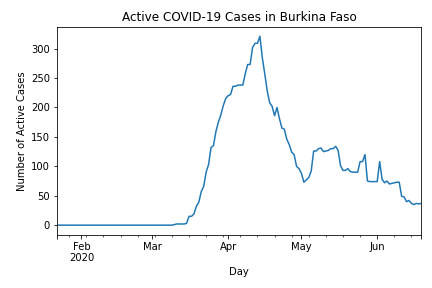 Active COVID-19 Cases in Burkina Faso
Number of Active Cases
300
250
200
150
100
50
0
Feb
2020
Mar
Apr
May
Jun
Day